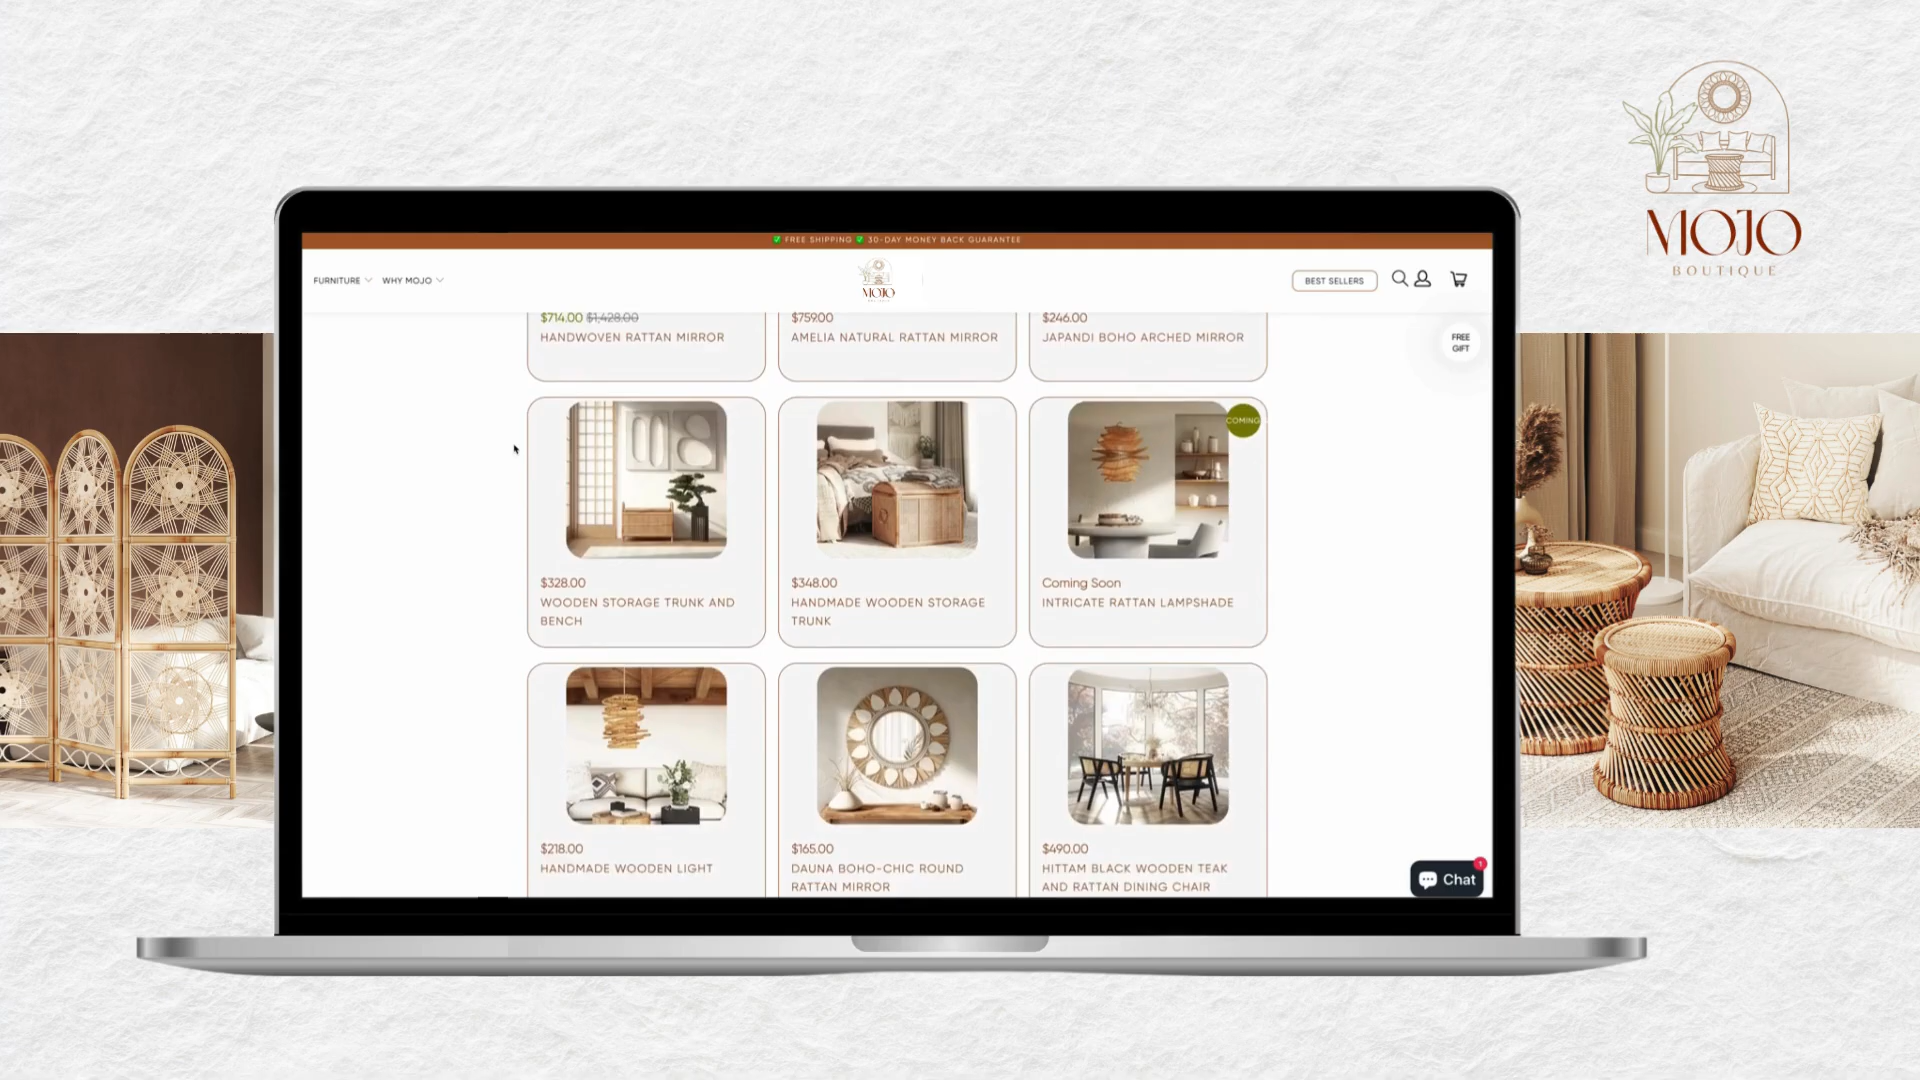 MOJO
BOUTIQUE
✅ FREE SHIPPING ✅ 30-DAY MONEY BACK GUARANTEE
FURNITURE
WHY MOJO
MOJO
BEST SELLERS
FREE
GIFT
$714.00 $1,428.00
HANDWOVEN RATTAN MIRROR
$759.00
AMELIA NATURAL RATTAN MIRROR
$246.00
JAPANDI BOHO ARCHED MIRROR
$328.00
WOODEN STORAGE TRUNK AND
BENCH
$348.00
HANDMADE WOODEN STORAGE
TRUNK
COMING
Coming Soon
INTRICATE RATTAN LAMPSHADE
$218.00
HANDMADE WOODEN LIGHT
$165.00
DAUNA BOHO-CHIC ROUND
RATTAN MIRROR
$490.00
HITTAM BLACK WOODEN TEAK
AND RATTAN DINING CHAIR
1
Chat